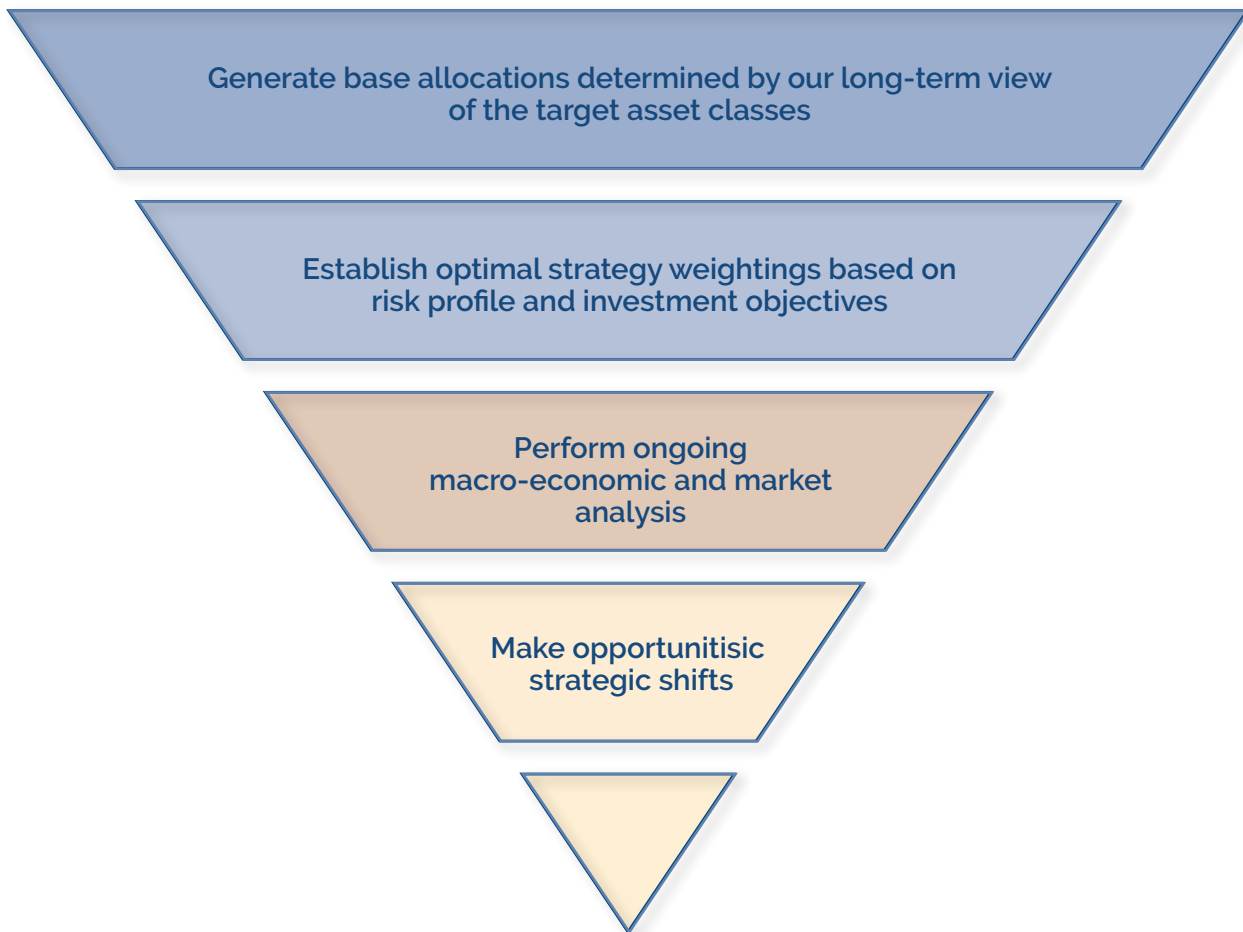 Generate base allocations determined by our long-term view
of the target asset classes
Establish optimal strategy weightings based on
risk profile and investment objectives
Perform ongoing
macro-economic and market
analysis
Make opportunitisic
strategic shifts